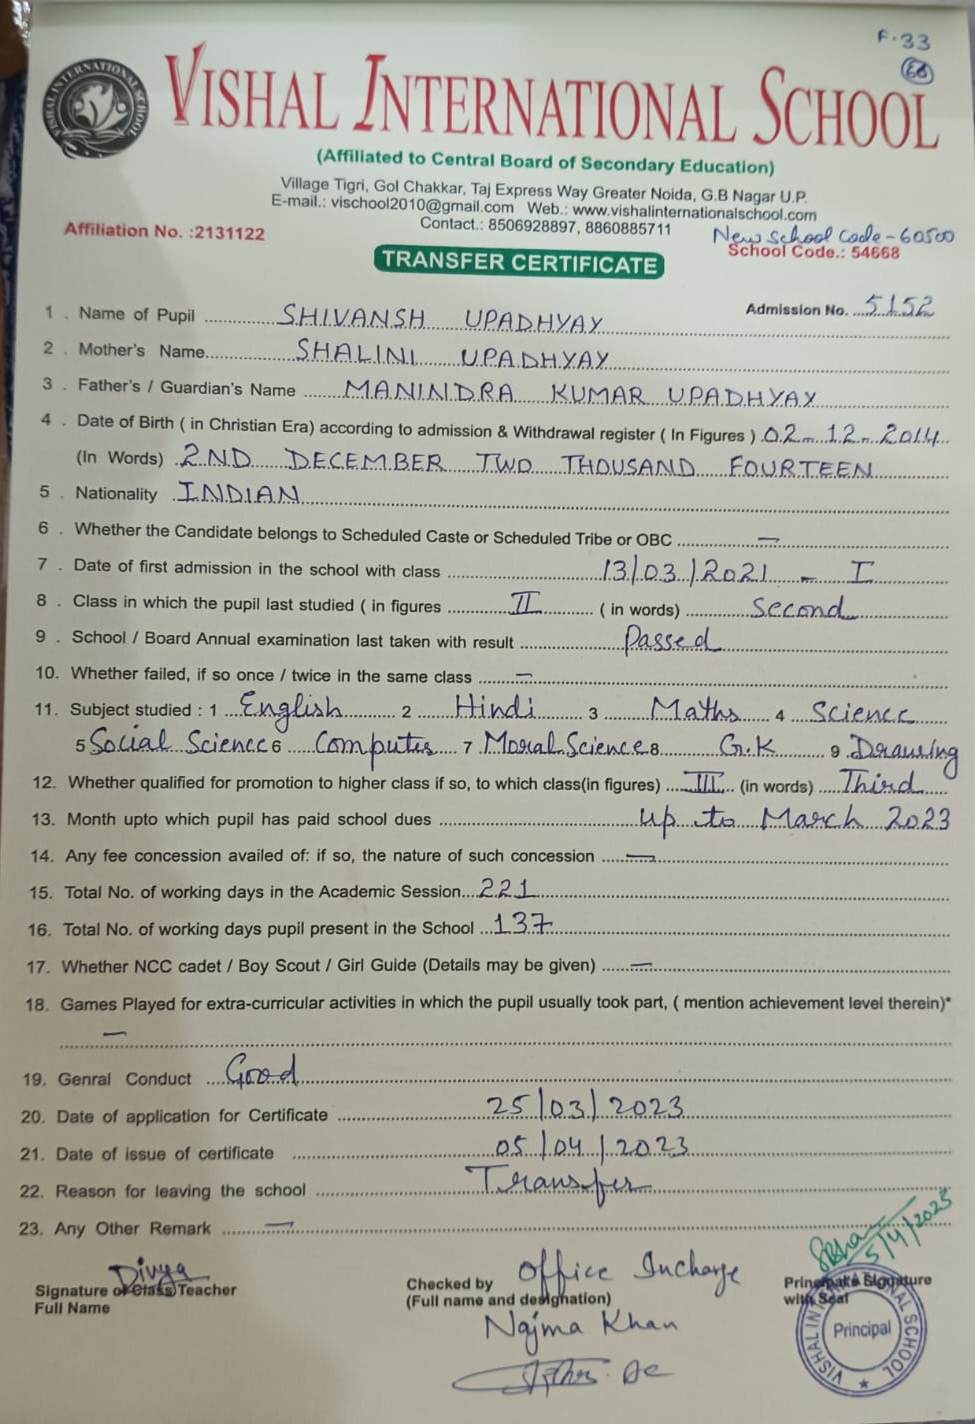 F-33
66
VISHAL INTERNATIONAL SCHOOL
VISHAL INTERNATIONAL SCHOOL
(Affiliated to Central Board of Secondary Education)
Village Tigri, Gol Chakkar, Taj Express Way Greater Noida, G.B Nagar U.P.
E-mail.: vischool2010@gmail.com Web.: www.vishalinternationalschool.com
Contact.: 8506928897, 8860885711
Affiliation No. :2131122
New School Code - 60500
School Code.: 54668
TRANSFER CERTIFICATE
Admission No. 5152
1 . Name of Pupil SHIVANSH UPADHYAY
2 . Mother's Name SHALINI UPADHYAY
3 . Father's / Guardian's Name MANINDRA KUMAR UPADHYAY
4 . Date of Birth ( in Christian Era) according to admission & Withdrawal register ( In Figures ) 02 - 12 - 2014
(In Words) 2ND DECEMBER TWO THOUSAND FOURTEEN
5 . Nationality INDIAN
6 . Whether the Candidate belongs to Scheduled Caste or Scheduled Tribe or OBC —
7 . Date of first admission in the school with class 13/03/2021 - I
8 . Class in which the pupil last studied ( in figures II ( in words) Second
9 . School / Board Annual examination last taken with result Passed
10. Whether failed, if so once / twice in the same class —
11. Subject studied : 1 English 2 Hindi 3 Maths 4 Science
5 Social Science 6 Computer 7 Moral Science 8 G.K 9 Drawing
12. Whether qualified for promotion to higher class if so, to which class(in figures) III (in words) Third
13. Month upto which pupil has paid school dues up to March 2023
14. Any fee concession availed of: if so, the nature of such concession —
15. Total No. of working days in the Academic Session 221
16. Total No. of working days pupil present in the School 137
17. Whether NCC cadet / Boy Scout / Girl Guide (Details may be given) —
18. Games Played for extra-curricular activities in which the pupil usually took part, ( mention achievement level therein)*
—
19. Genral Conduct Good
20. Date of application for Certificate 25/03/2023
21. Date of issue of certificate 05/04/2023
22. Reason for leaving the school Transfer
23. Any Other Remark —
5/4/2023
Divya
Signature of Class Teacher
Full Name
Checked by Office Incharge
(Full name and designation)
Najma Khan
Principal's Signature
with Seal
VISHAL INTERNATIONAL SCHOOL
Principal